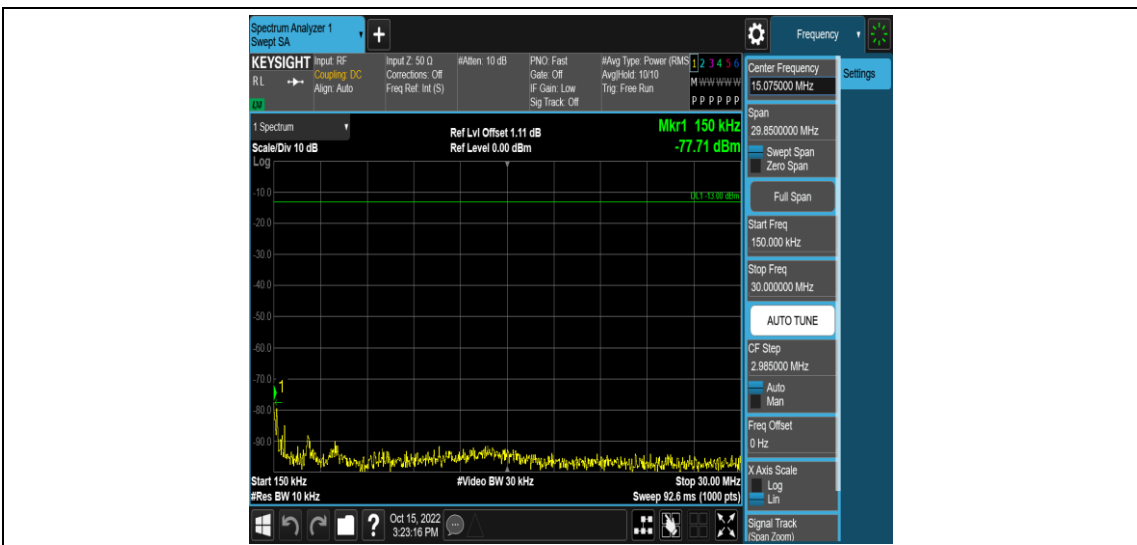 Spectrum Analyzer 1
Swept SA
+
Frequency
KEYSIGHT
RL
LXI
Input: RF
Coupling: DC
Align: Auto
Input Z: 50 Ω
Corrections: Off
Freq Ref: Int (S)
#Atten: 10 dB
PNO: Fast
Gate: Off
IF Gain: Low
Sig Track: Off
#Avg Type: Power (RMS
Avg|Hold: 10/10
Trig: Free Run
1 2 3 4 5 6
M W W W W W
P P P P P P
1 Spectrum
Scale/Div 10 dB
Log
Ref Lvl Offset 1.11 dB
Ref Level 0.00 dBm
Mkr1 150 kHz
-77.71 dBm
DL1 -13.00 dBm
-10.0
-20.0
-30.0
-40.0
-50.0
-60.0
-70.0
-80.0
-90.0
1
Start 150 kHz
#Res BW 10 kHz
#Video BW 30 kHz
Stop 30.00 MHz
Sweep 92.6 ms (1000 pts)
?
Oct 15, 2022
3:23:16 PM
Center Frequency
15.075000 MHz
Settings
Span
29.8500000 MHz
Swept Span
Zero Span
Full Span
Start Freq
150.000 kHz
Stop Freq
30.000000 MHz
AUTO TUNE
CF Step
2.985000 MHz
Auto
Man
Freq Offset
0 Hz
X Axis Scale
Log
Lin
Signal Track
(Span Zoom)